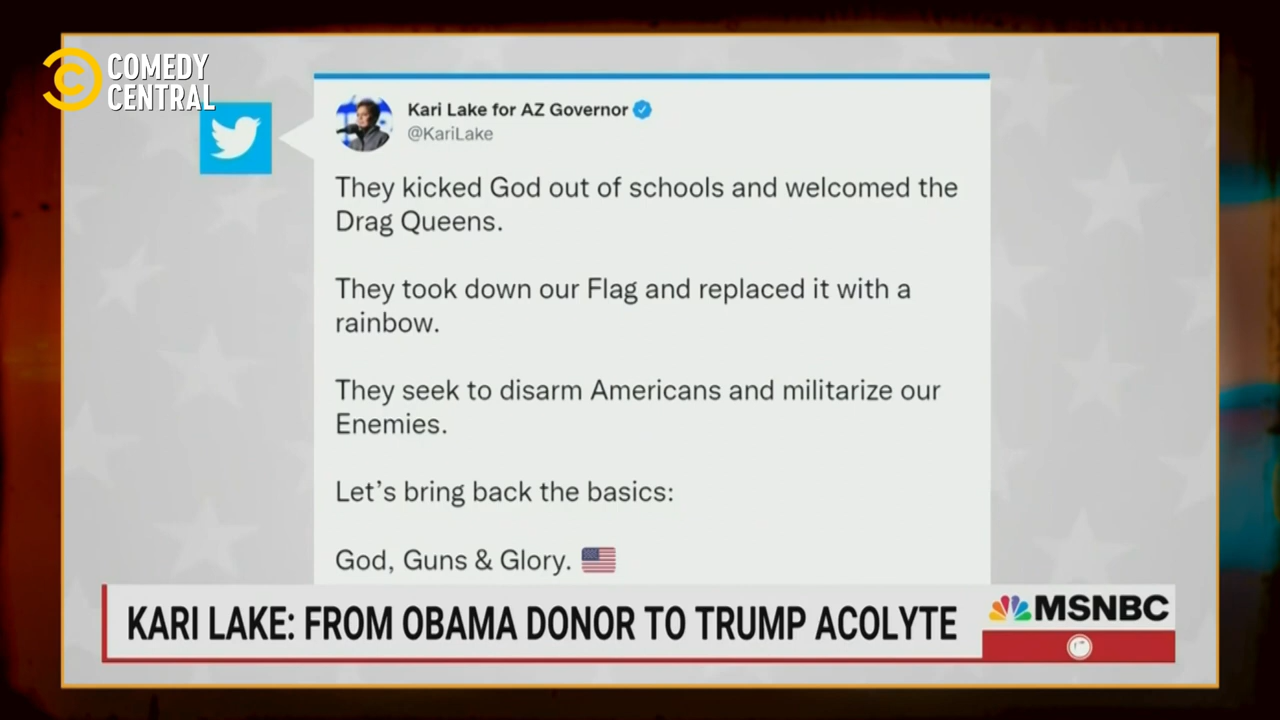 COMEDY
CENTRAL
Kari Lake for AZ Governor
@KariLake
They kicked God out of schools and welcomed the
Drag Queens.
They took down our Flag and replaced it with a
rainbow.
They seek to disarm Americans and militarize our
Enemies.
Let’s bring back the basics:
God, Guns & Glory. 🇺🇸
KARI LAKE: FROM OBAMA DONOR TO TRUMP ACOLYTE
MSNBC